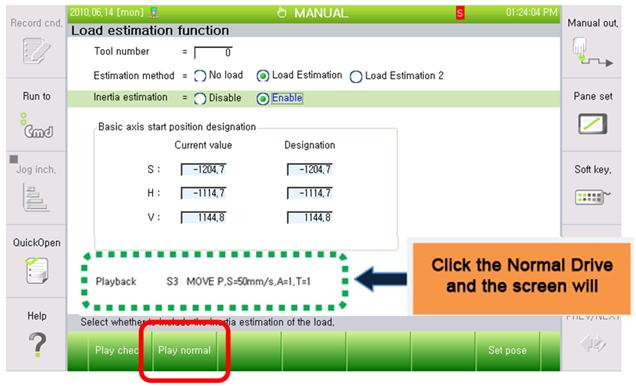 2010.06.14 [mon]
MANUAL
S
01:24:04 PM
Record cnd.
Manual out.
Load estimation function
Tool number = 0
Estimation method = No load Load Estimation Load Estimation 2
Run to
Pane set
Inertia estimation = Disable Enable
Cmd
Basic axis start position designation
Current value Designation
Jog inch.
Soft key.
S : -1204.7 -1204.7
H : -1114.7 -1114.7
V : 1144.8 1144.8
QuickOpen
Click the Normal Drive
and the screen will
Playback S3 MOVE P,S=50mm/s,A=1,T=1
Help
PREV/NEXT
Select whether to include the inertia estimation of the load.
Play check Play normal Set pose